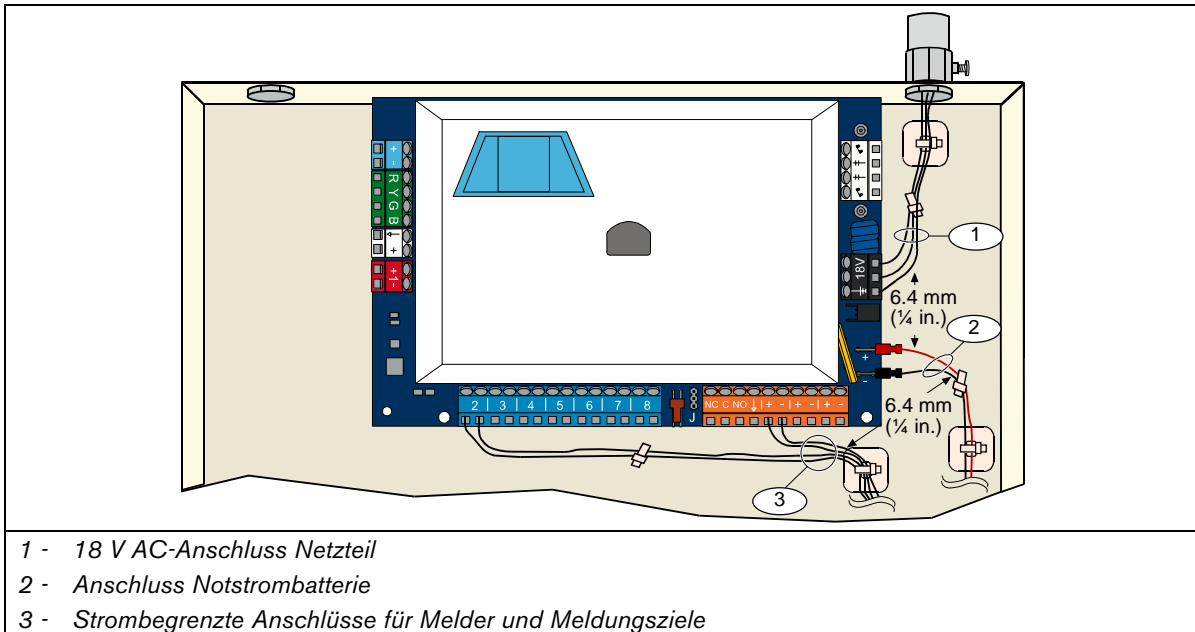 + -
R Y G B
+
+ 1 -
18V
1
6.4 mm
(¼ in.)
2
+
-
2 3 4 5 6 7 8
J
NC C NO ↓ + - + - + -
6.4 mm
(¼ in.)
3
1 - 18 V AC-Anschluss Netzteil
2 - Anschluss Notstrombatterie
3 - Strombegrenzte Anschlüsse für Melder und Meldungsziele